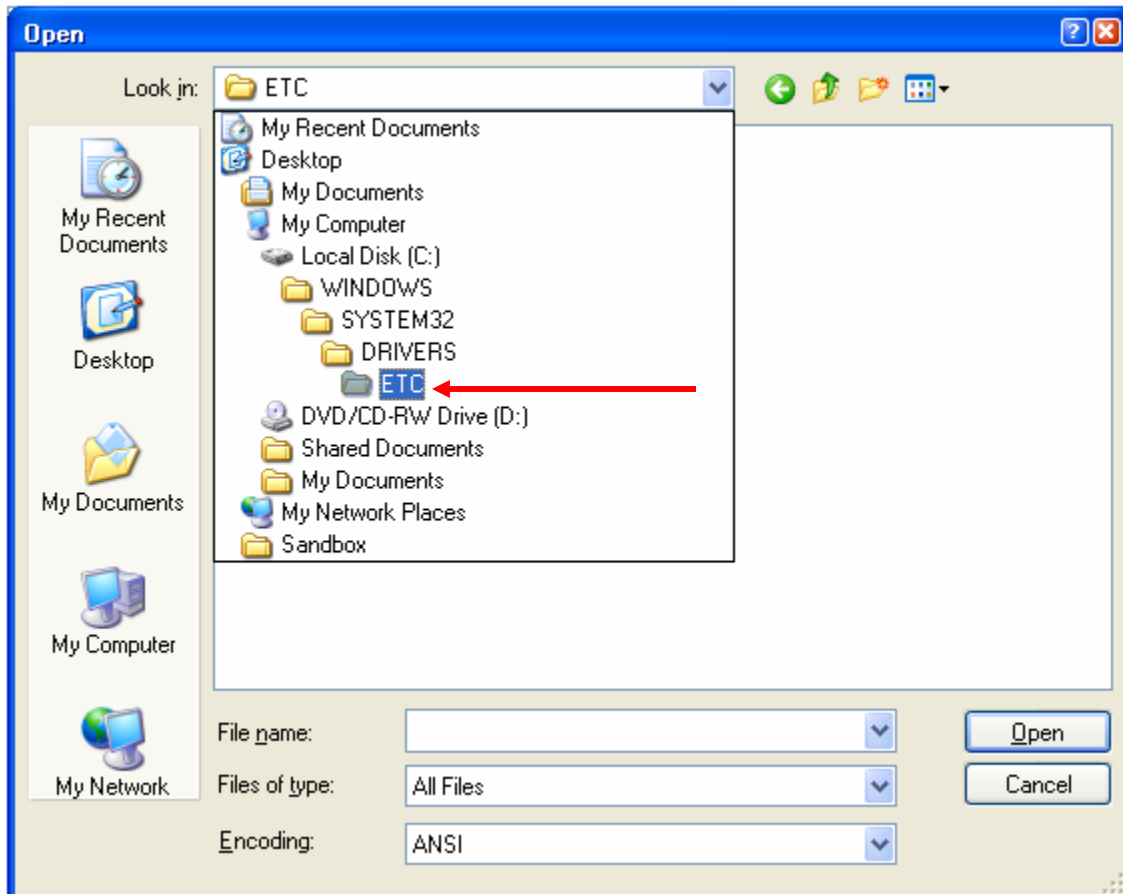 Open
Look in: ETC
My Recent Documents
Desktop
My Documents
My Computer
Local Disk (C:)
WINDOWS
SYSTEM32
DRIVERS
ETC
DVD/CD-RW Drive (D:)
Shared Documents
My Documents
My Network Places
Sandbox
My Recent
Documents
Desktop
My Documents
My Computer
My Network
File name:
Open
Files of type: All Files
Cancel
Encoding: ANSI